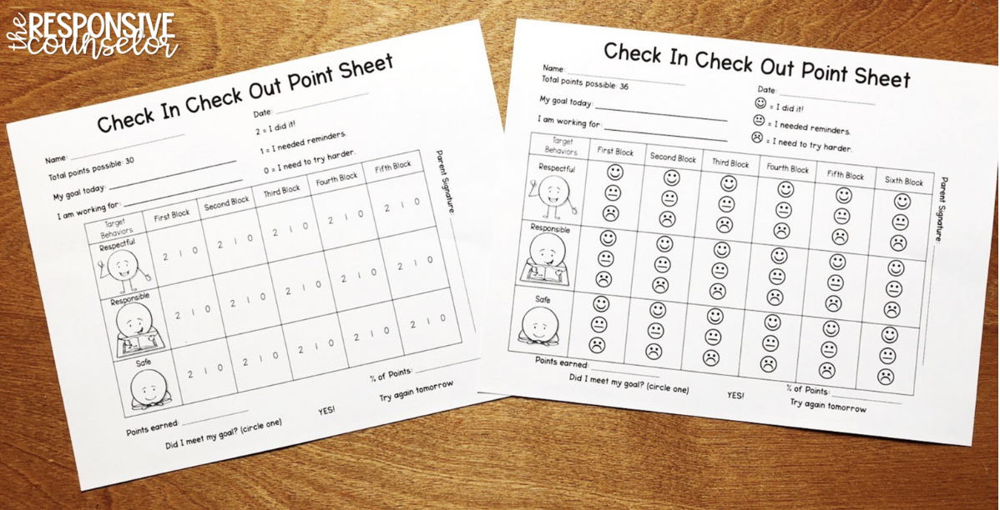 the RESPONSIVE
counselor
Check In Check Out Point Sheet
Name:
Date:
Total points possible: 30
2 = I did it!
My goal today:
1 = I needed reminders.
I am working for:
0 = I need to try harder.
Target Behaviors First Block Second Block Third Block Fourth Block Fifth Block
Respectful 2 1 0 2 1 0 2 1 0 2 1 0 2 1 0
Responsible 2 1 0 2 1 0 2 1 0 2 1 0 2 1 0
Safe 2 1 0 2 1 0 2 1 0 2 1 0 2 1 0
Parent Signature:
Points earned:
% of Points:
Did I meet my goal? (circle one) YES! Try again tomorrow
Check In Check Out Point Sheet
Name:
Date:
Total points possible: 36
= I did it!
My goal today:
= I needed reminders.
I am working for:
= I need to try harder.
Target Behaviors First Block Second Block Third Block Fourth Block Fifth Block Sixth Block
Respectful
Responsible
Safe
Parent Signature:
Points earned:
% of Points:
Did I meet my goal? (circle one) YES! Try again tomorrow